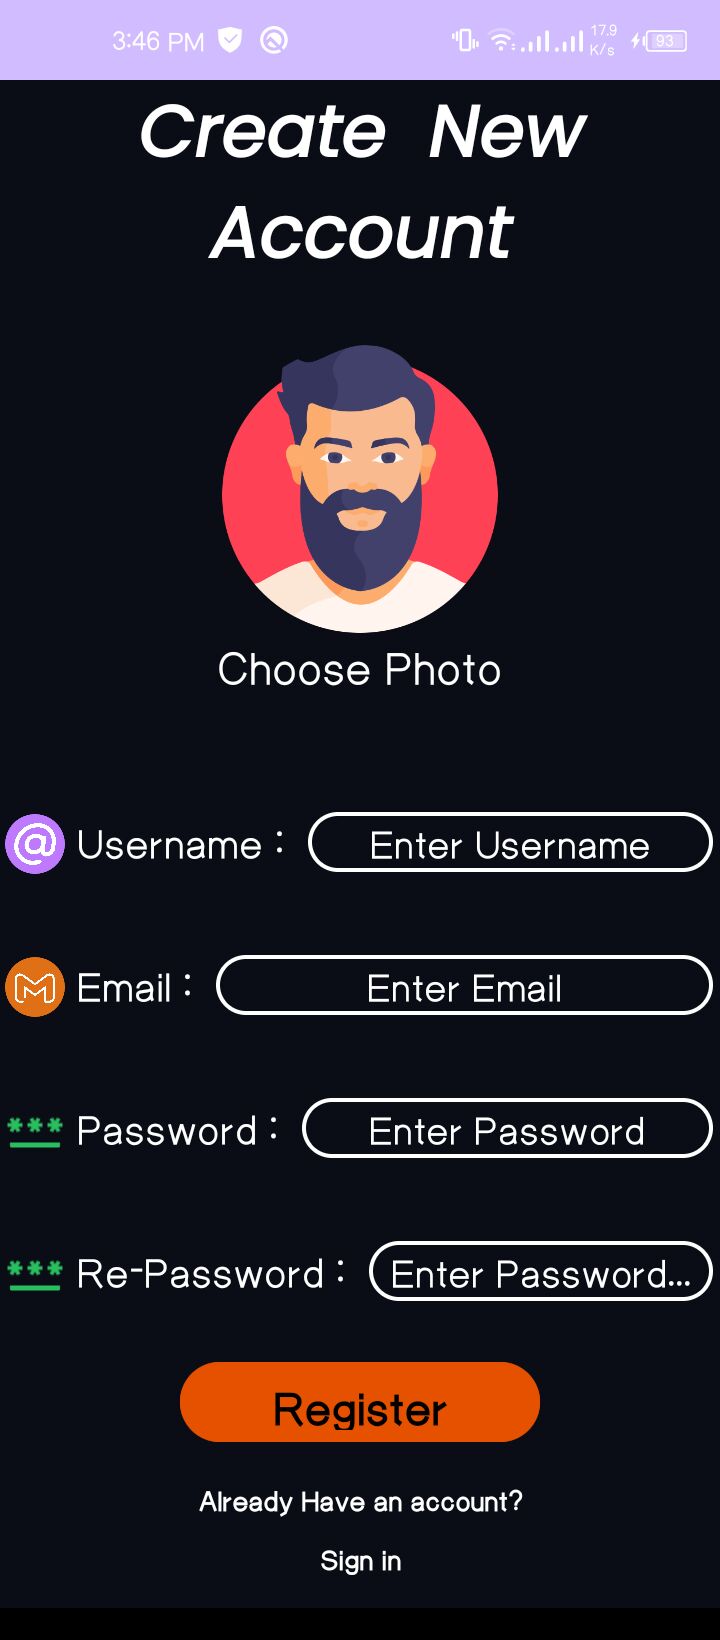 3:46 PM 17.9 K/s 93
Create New
Account
Choose Photo
@ Username : Enter Username
Email : Enter Email
*** Password : Enter Password
*** Re-Password : Enter Password...
Register
Already Have an account?
Sign in